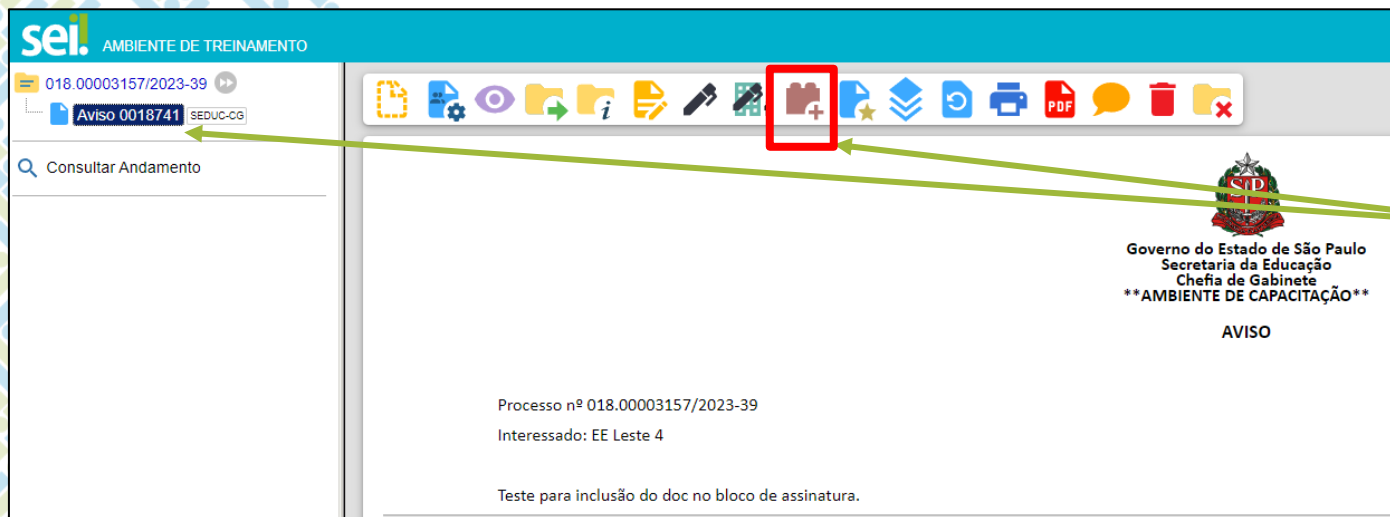 sei!
AMBIENTE DE TREINAMENTO
018.00003157/2023-39
Aviso 0018741 SEDUC-CG
Consultar Andamento
i
PDF
SP
Governo do Estado de São Paulo
Secretaria da Educação
Chefia de Gabinete
**AMBIENTE DE CAPACITAÇÃO**
AVISO
Processo nº 018.00003157/2023-39
Interessado: EE Leste 4
Teste para inclusão do doc no bloco de assinatura.